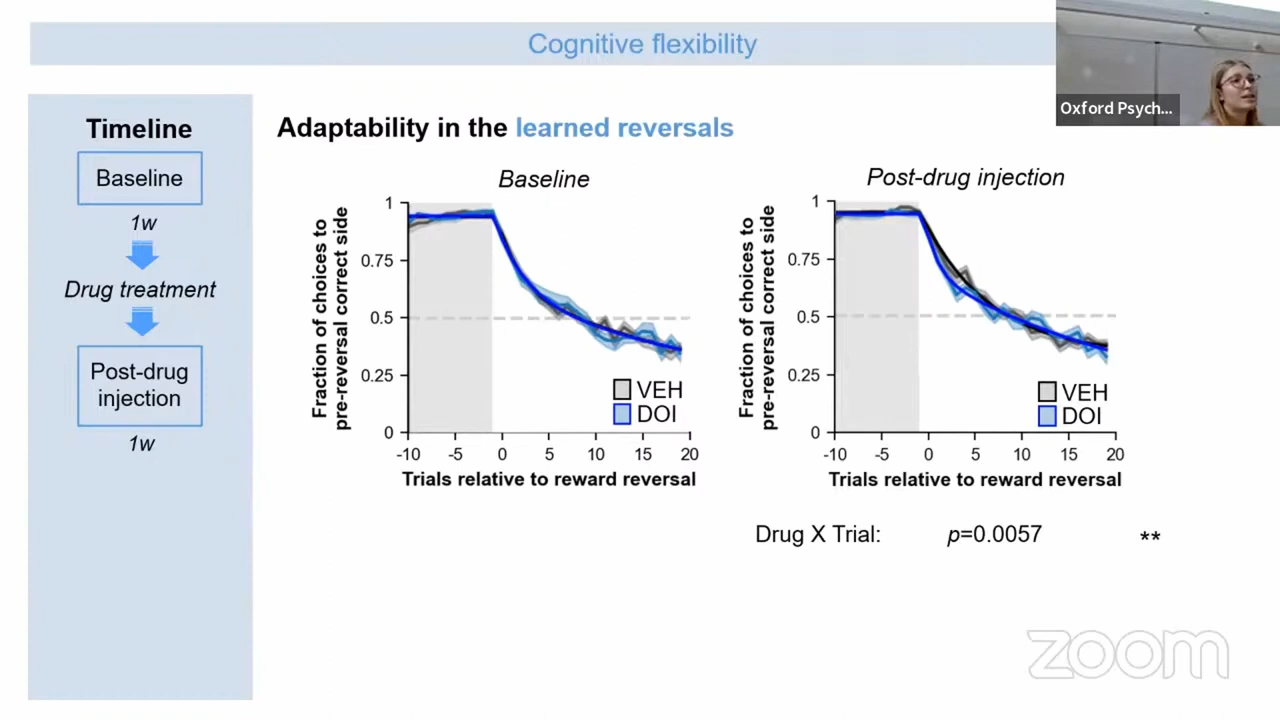 Cognitive flexibility
Oxford Psych...
Timeline
Baseline
1w
Drug treatment
Post-drug
injection
1w
Adaptability in the learned reversals
Baseline
Fraction of choices to
pre-reversal correct side
1
0.75
0.5
0.25
0
VEH
DOI
-10 -5 0 5 10 15 20
Trials relative to reward reversal
Post-drug injection
Fraction of choices to
pre-reversal correct side
1
0.75
0.5
0.25
0
VEH
DOI
-10 -5 0 5 10 15 20
Trials relative to reward reversal
Drug X Trial: p=0.0057 **
zoom